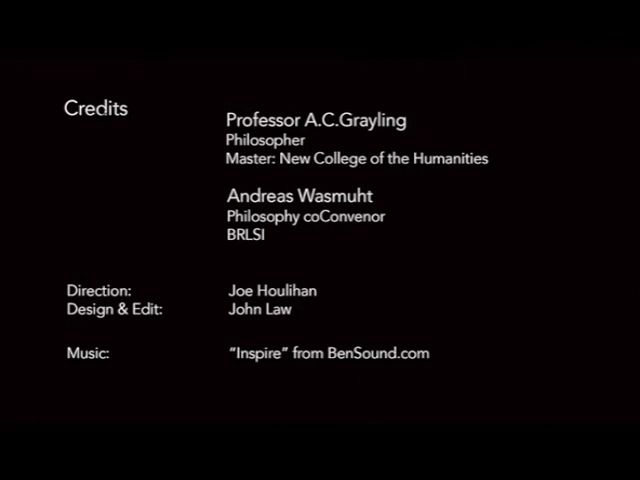 Credits
Professor A.C.Grayling
Philosopher
Master: New College of the Humanities
Andreas Wasmuht
Philosophy coConvenor
BRLSI
Direction: Joe Houlihan
Design & Edit: John Law
Music: “Inspire” from BenSound.com